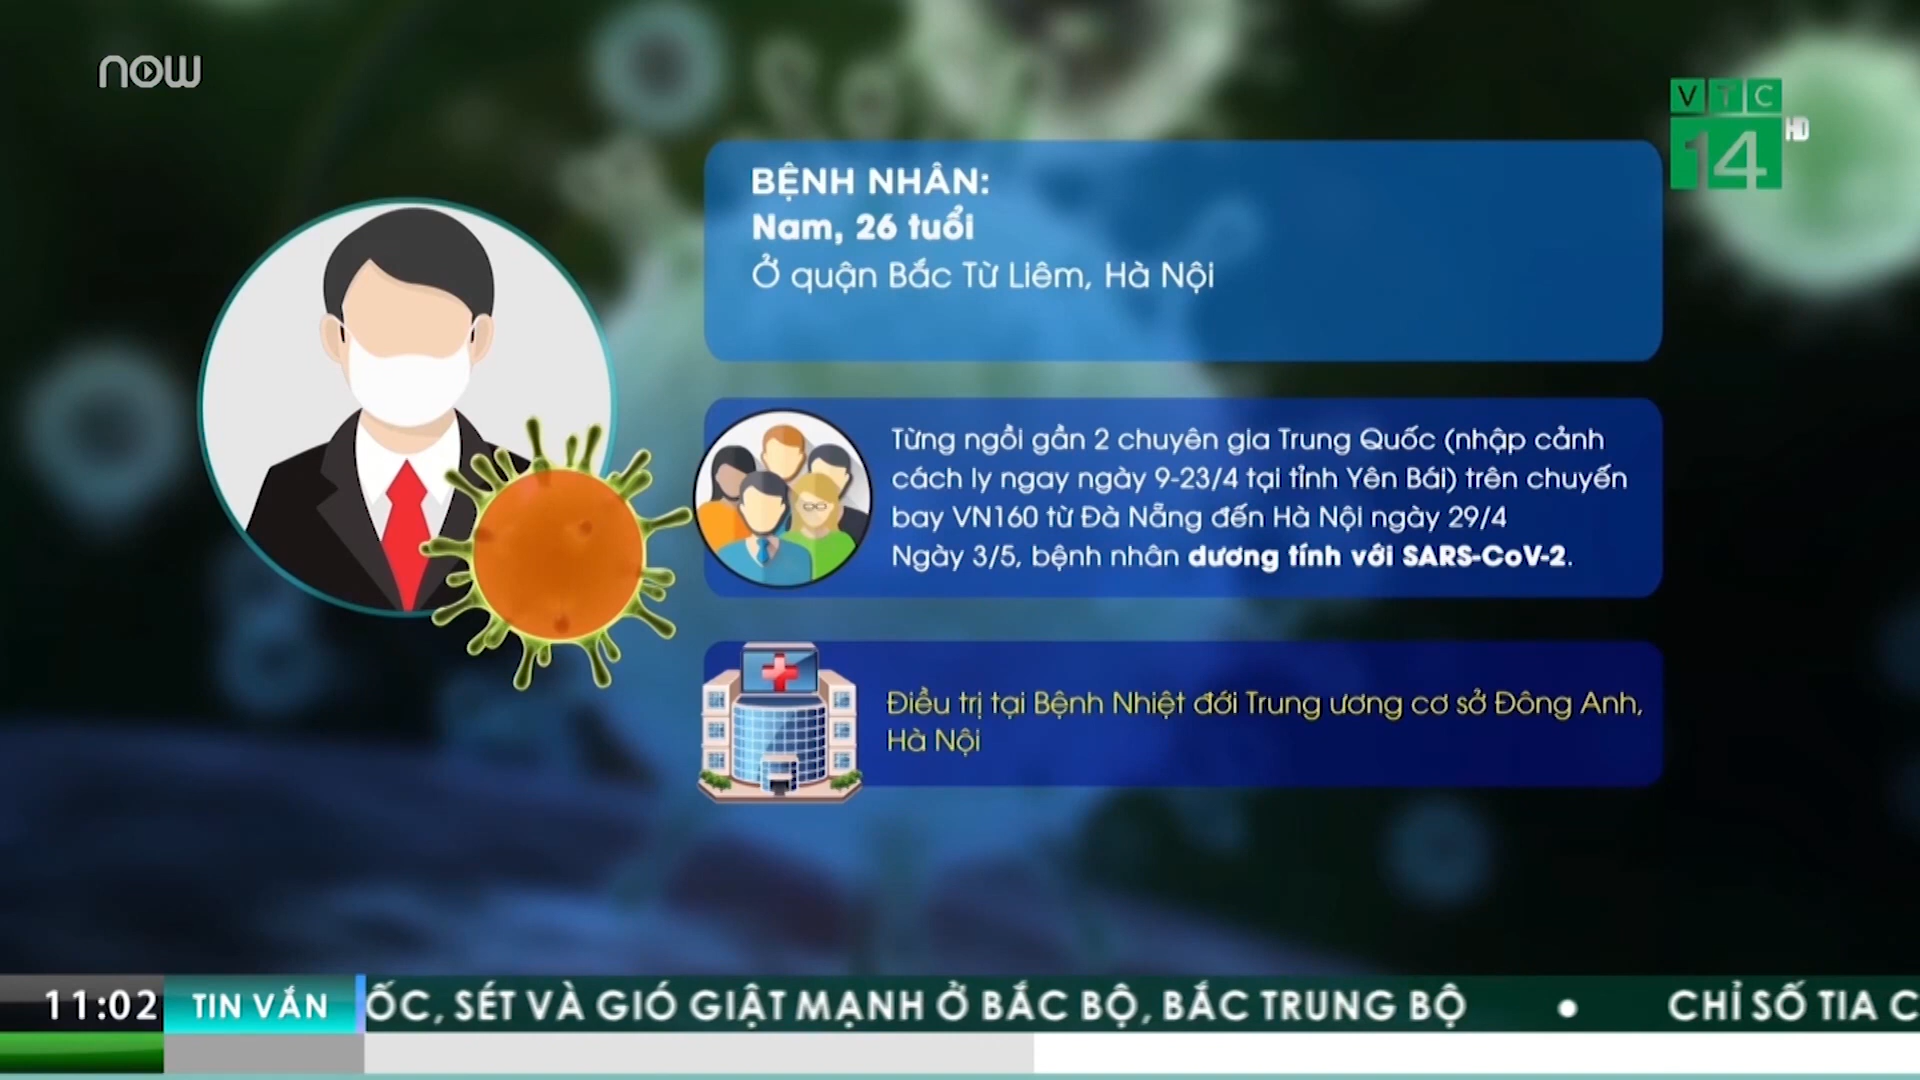 now
VTC
14 HD
BỆNH NHÂN:
Nam, 26 tuổi
Ở quận Bắc Từ Liêm, Hà Nội
Từng ngồi gần 2 chuyên gia Trung Quốc (nhập cảnh
cách ly ngay ngày 9-23/4 tại tỉnh Yên Bái) trên chuyến
bay VN160 từ Đà Nẵng đến Hà Nội ngày 29/4
Ngày 3/5, bệnh nhân dương tính với SARS-CoV-2.
Điều trị tại Bệnh Nhiệt đới Trung ương cơ sở Đông Anh,
Hà Nội
11:02 TIN VẮN ỐC, SÉT VÀ GIÓ GIẬT MẠNH Ở BẮC BỘ, BẮC TRUNG BỘ • CHỈ SỐ TIA C